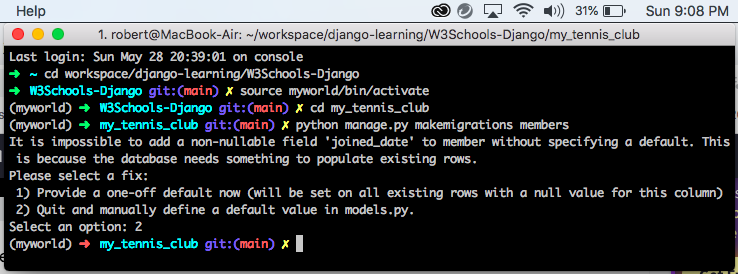 Help 31% Sun 9:08 PM
1. robert@MacBook-Air: ~/workspace/django-learning/W3Schools-Django/my_tennis_club
Last login: Sun May 28 20:39:01 on console
➜ ~ cd workspace/django-learning/W3Schools-Django
➜ W3Schools-Django git:(main) ✗ source myworld/bin/activate
(myworld) ➜ W3Schools-Django git:(main) ✗ cd my_tennis_club
(myworld) ➜ my_tennis_club git:(main) ✗ python manage.py makemigrations members
It is impossible to add a non-nullable field 'joined_date' to member without specifying a default. This
is because the database needs something to populate existing rows.
Please select a fix:
1) Provide a one-off default now (will be set on all existing rows with a null value for this column)
2) Quit and manually define a default value in models.py.
Select an option: 2
(myworld) ➜ my_tennis_club git:(main) ✗